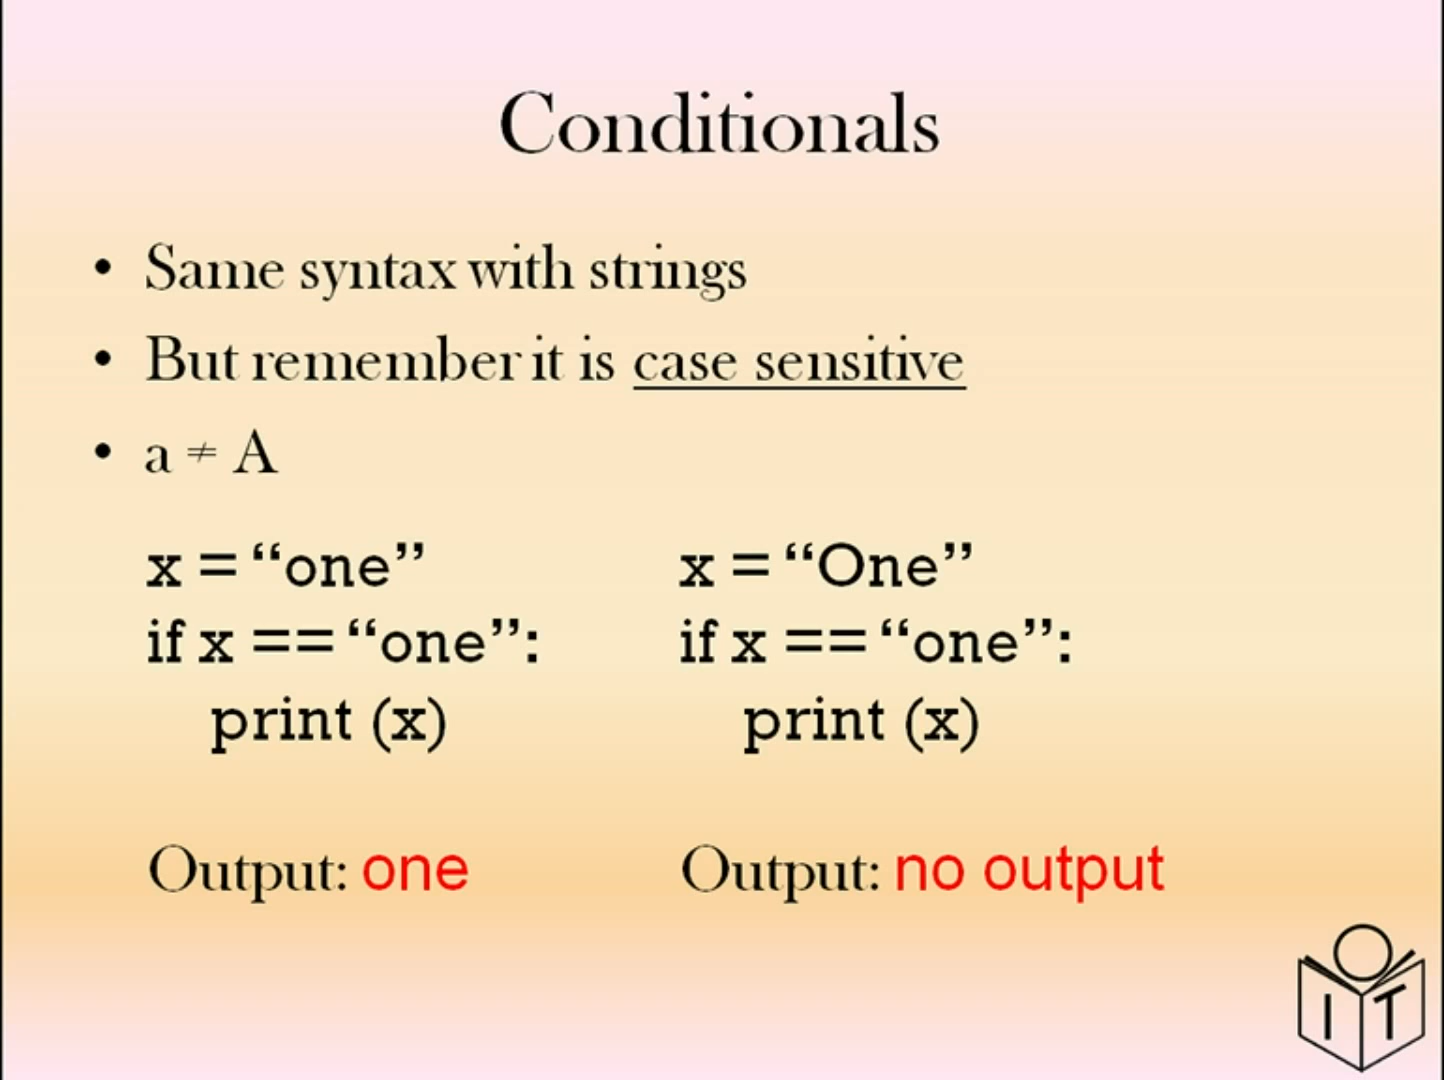 Conditionals
• Same syntax with strings
• But remember it is case sensitive
• a ≠ A
x = “one”
if x == “one”:
print (x)
Output: one
x = “One”
if x == “one”:
print (x)
Output: no output
I T